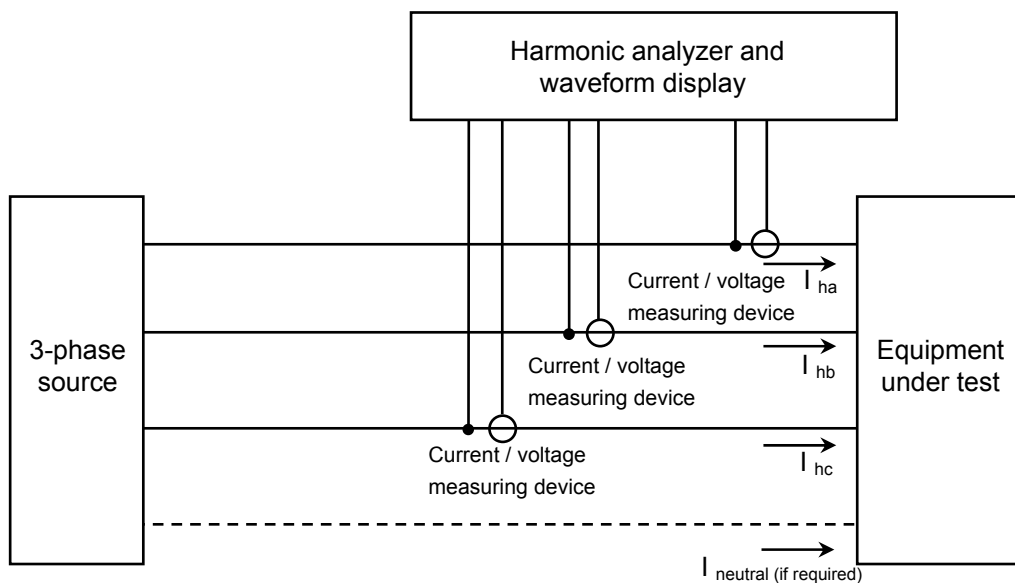 Harmonic analyzer and
waveform display
3-phase
source
Current / voltage
measuring device
I ha
Current / voltage
measuring device
I hb
Current / voltage
measuring device
I hc
Equipment
under test
I neutral (if required)